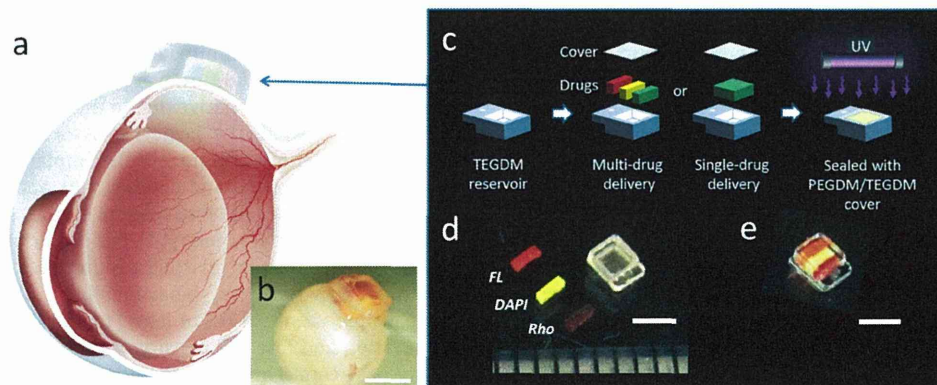 a
b
c
Cover
Drugs
or
UV
TEGDM
reservoir
Multi-drug
delivery
Single-drug
delivery
Sealed with
PEGDM/TEGDM
cover
d
FL
DAPI
Rho
e